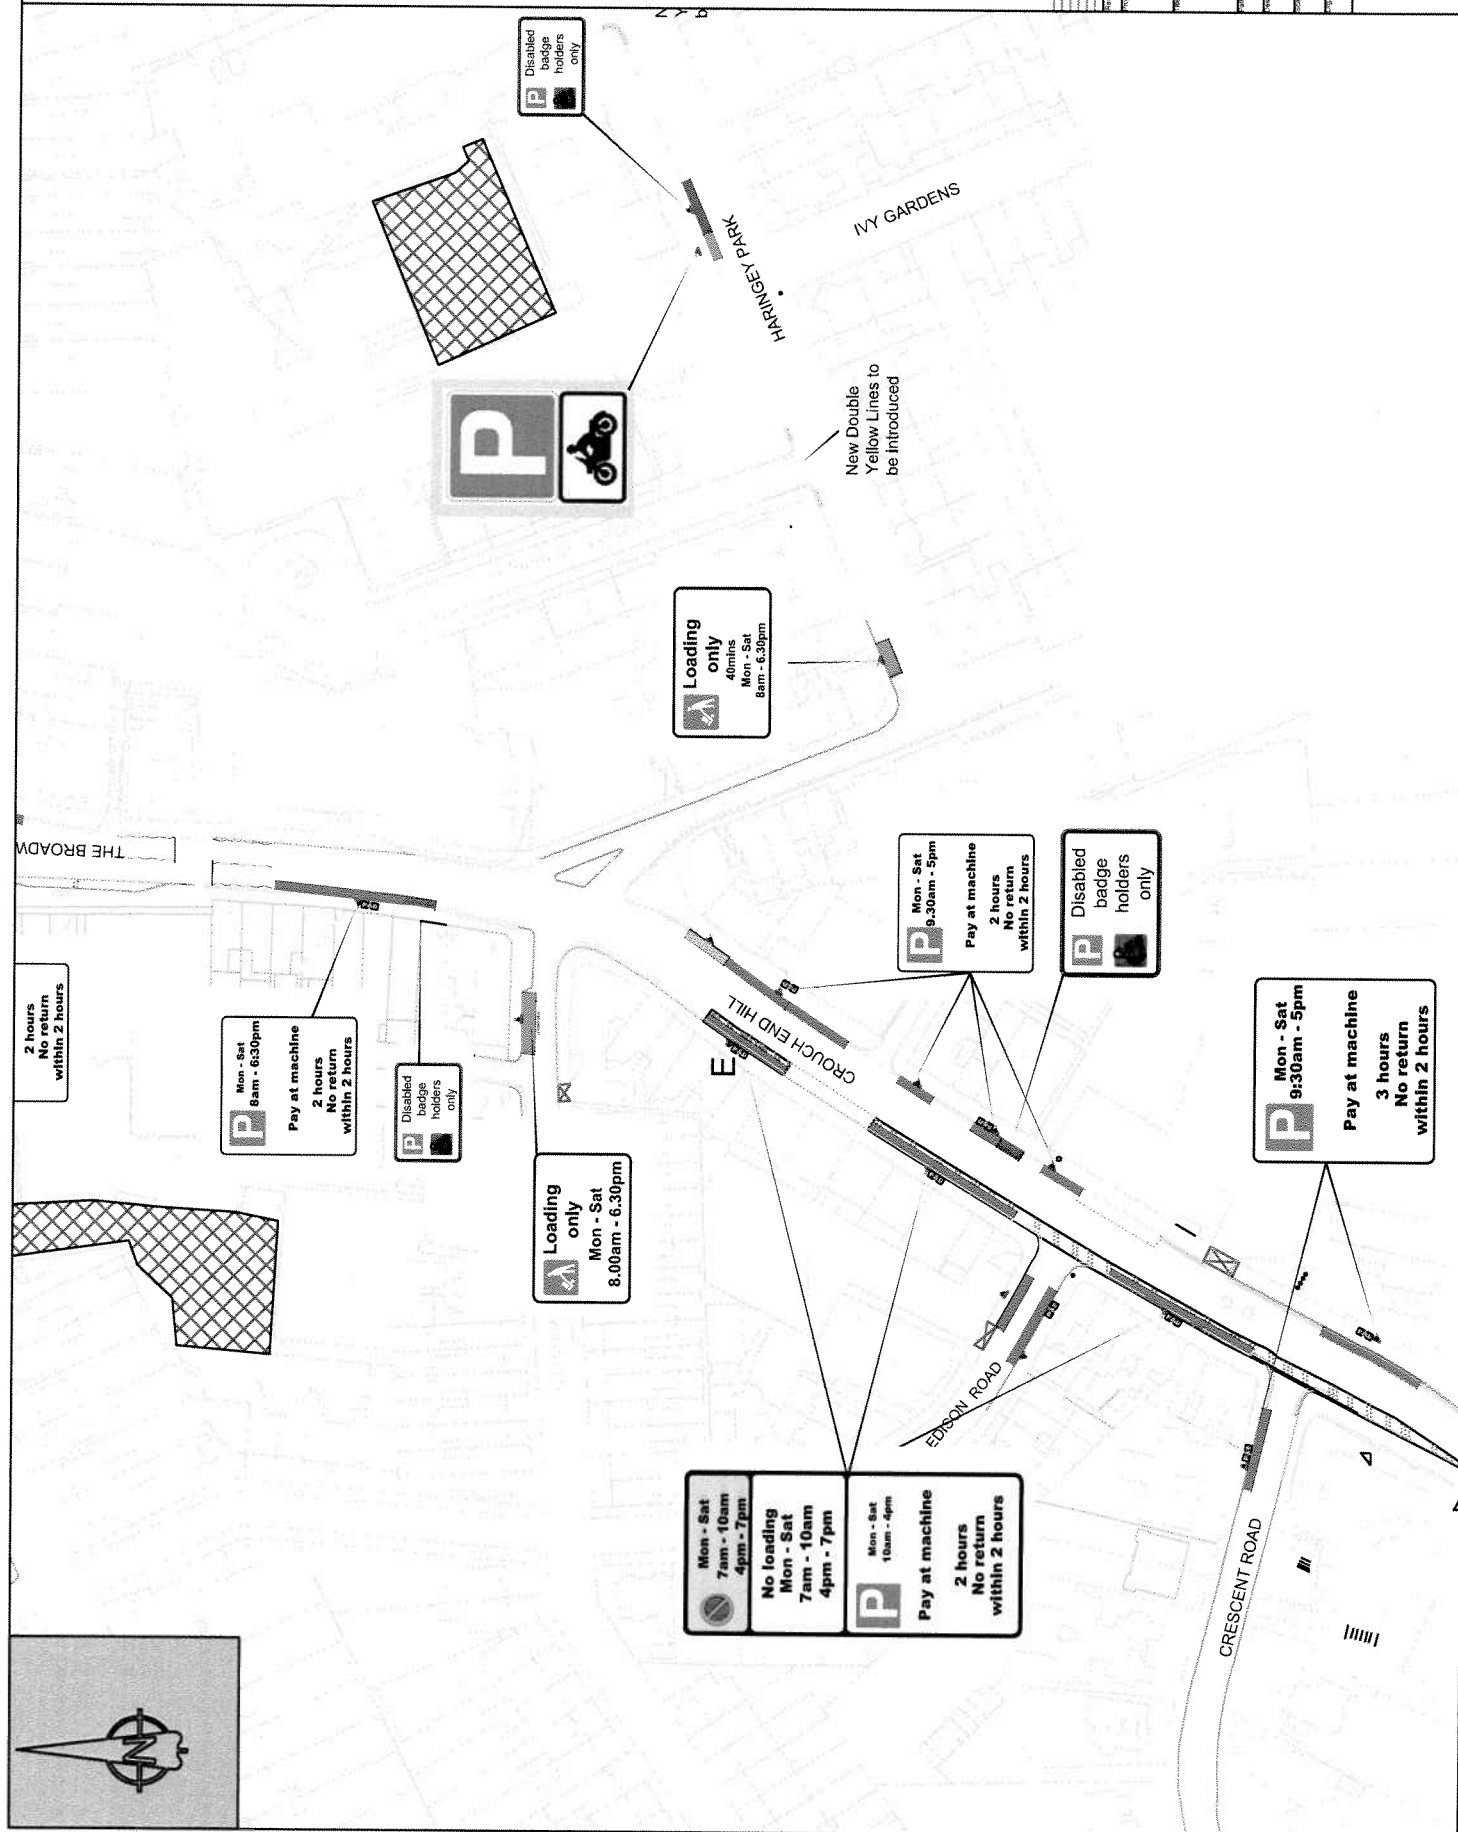 P Disabled
badge
holders
only
HARINGEY PARK
IVY GARDENS
P
New Double
Yellow Lines to
be introduced
Loading
only
40mins
Mon - Sat
8am - 6.30pm
THE BROADW
2 hours
No return
within 2 hours
P Mon - Sat
8am - 6:30pm
Pay at machine
2 hours
No return
within 2 hours
P Disabled
badge
holders
only
Loading
only
Mon - Sat
8.00am - 6.30pm
E
CROUCH END HILL
P Mon - Sat
9.30am - 5pm
Pay at machine
2 hours
No return
within 2 hours
P Disabled
badge
holders
only
P Mon - Sat
9:30am - 5pm
Pay at machine
3 hours
No return
within 2 hours
EDISON ROAD
Mon - Sat
7am - 10am
4pm - 7pm
No loading
Mon - Sat
7am - 10am
4pm - 7pm
P Mon - Sat
10am - 4pm
Pay at machine
2 hours
No return
within 2 hours
CRESCENT ROAD
N